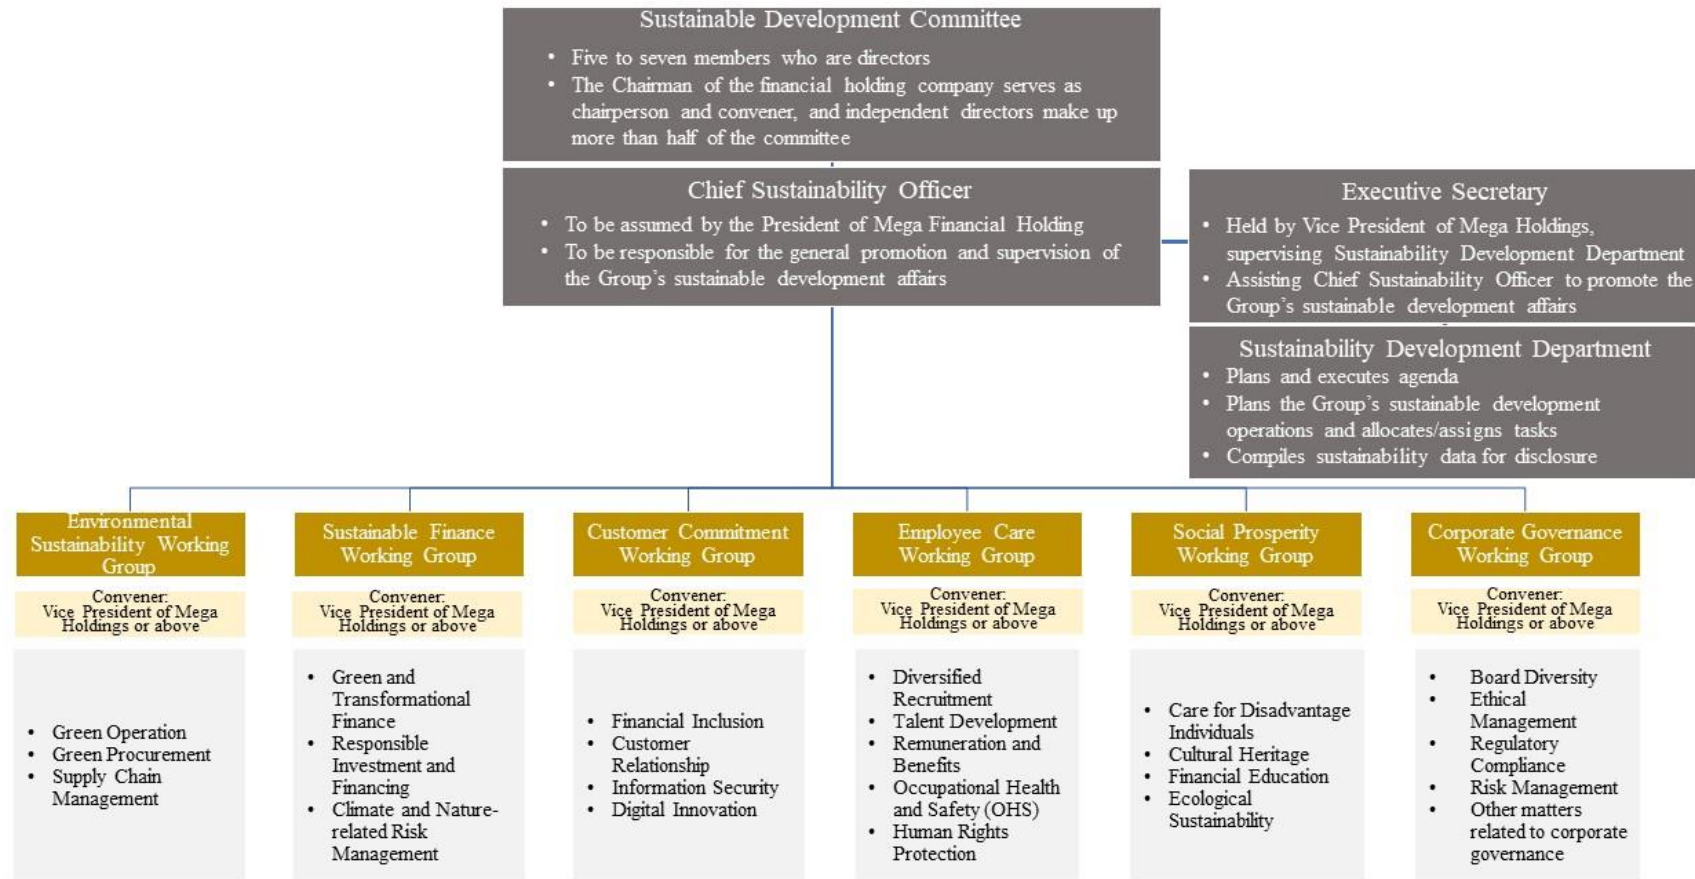 Sustainable Development Committee
• Five to seven members who are directors
• The Chairman of the financial holding company serves as
chairperson and convener, and independent directors make up
more than half of the committee
Chief Sustainability Officer
• To be assumed by the President of Mega Financial Holding
• To be responsible for the general promotion and supervision of
the Group's sustainable development affairs
Executive Secretary
• Held by Vice President of Mega Holdings,
supervising Sustainability Development Department
• Assisting Chief Sustainability Officer to promote the
Group's sustainable development affairs
Sustainability Development Department
• Plans and executes agenda
• Plans the Group's sustainable development
operations and allocates/assigns tasks
• Compiles sustainability data for disclosure
Environmental
Sustainability Working
Group
Convener:
Vice President of Mega
Holdings or above
• Green Operation
• Green Procurement
• Supply Chain
Management
Sustainable Finance
Working Group
Convener:
Vice President of Mega
Holdings or above
• Green and
Transformational
Finance
• Responsible
Investment and
Financing
• Climate and Nature-
related Risk
Management
Customer Commitment
Working Group
Convener:
Vice President of Mega
Holdings or above
• Financial Inclusion
• Customer
Relationship
• Information Security
• Digital Innovation
Employee Care
Working Group
Convener:
Vice President of Mega
Holdings or above
• Diversified
Recruitment
• Talent Development
• Remuneration and
Benefits
• Occupational Health
and Safety (OHS)
• Human Rights
Protection
Social Prosperity
Working Group
Convener:
Vice President of Mega
Holdings or above
• Care for Disadvantage
Individuals
• Cultural Heritage
• Financial Education
• Ecological
Sustainability
Corporate Governance
Working Group
Convener:
Vice President of Mega
Holdings or above
• Board Diversity
• Ethical
Management
• Regulatory
Compliance
• Risk Management
• Other matters
related to corporate
governance